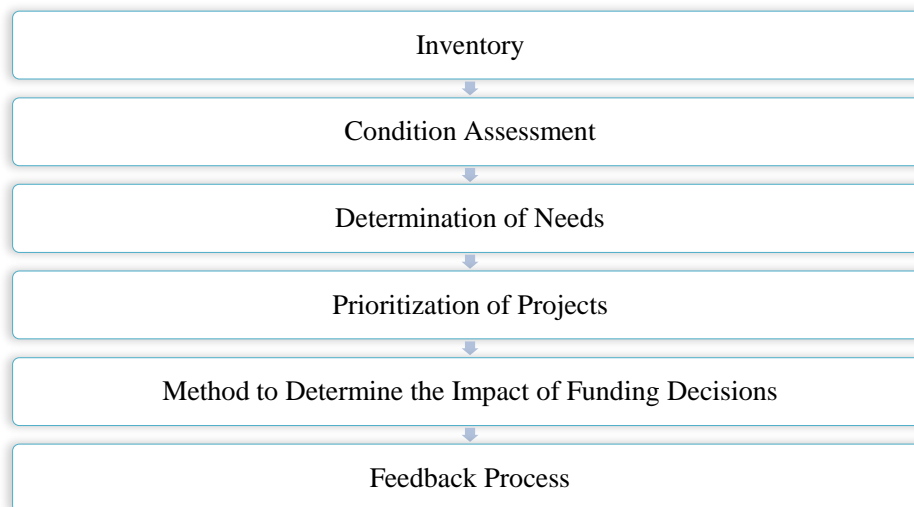 Inventory
Condition Assessment
Determination of Needs
Prioritization of Projects
Method to Determine the Impact of Funding Decisions
Feedback Process